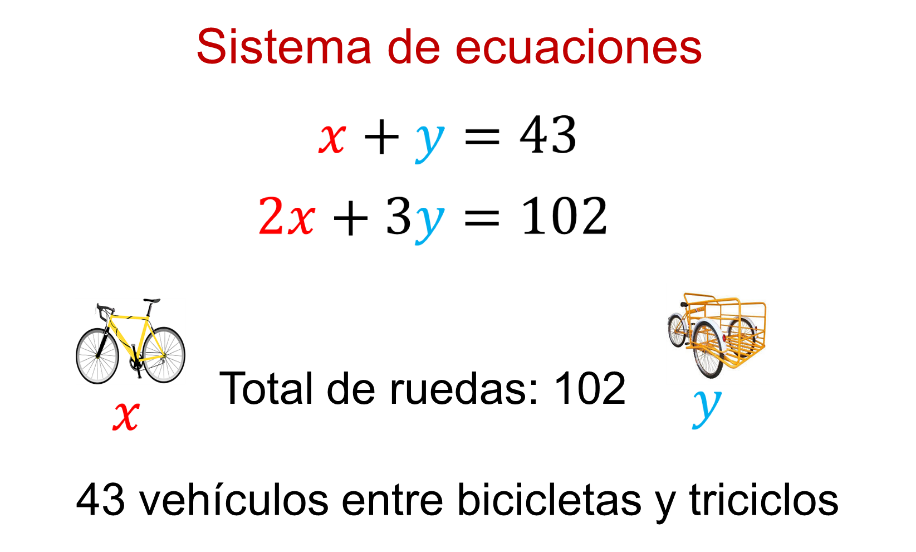 Sistema de ecuaciones
x + y = 43
2x + 3y = 102
Total de ruedas: 102
x
y
43 vehículos entre bicicletas y triciclos